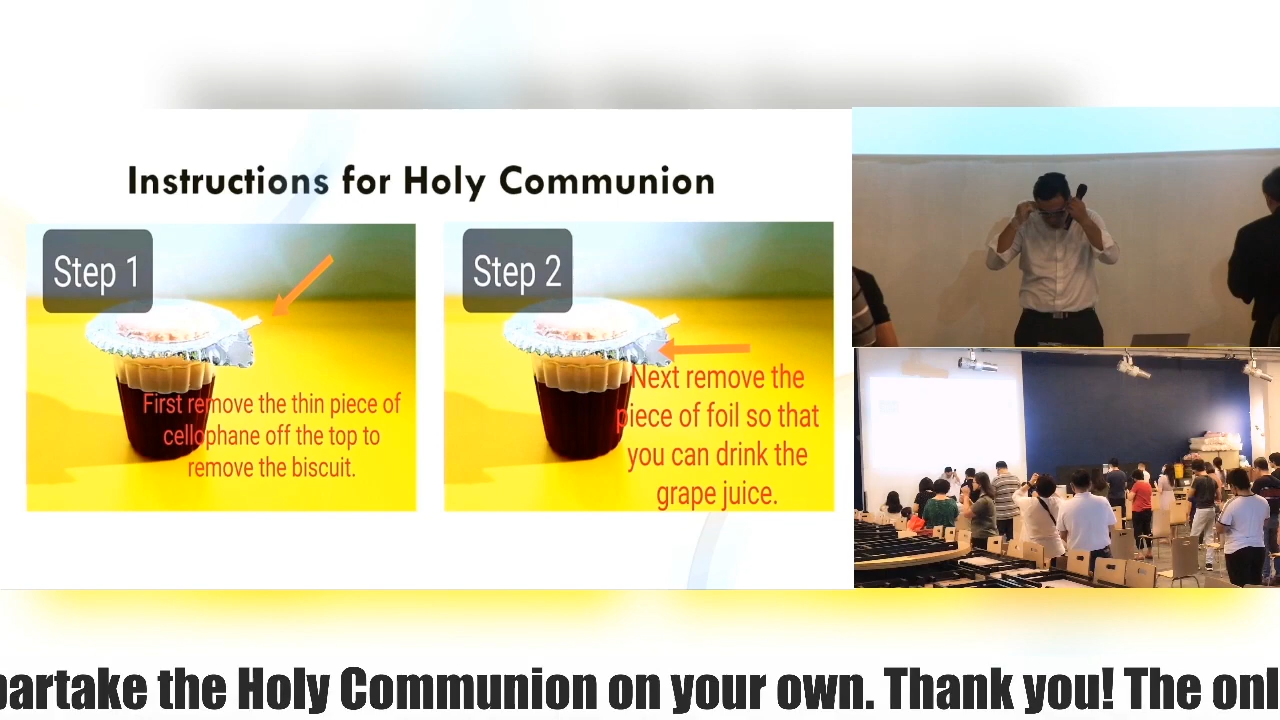 Instructions for Holy Communion
Step 1
First remove the thin piece of
cellophane off the top to
remove the biscuit.
Step 2
Next remove the
piece of foil so that
you can drink the
grape juice.
partake the Holy Communion on your own. Thank you! The onl